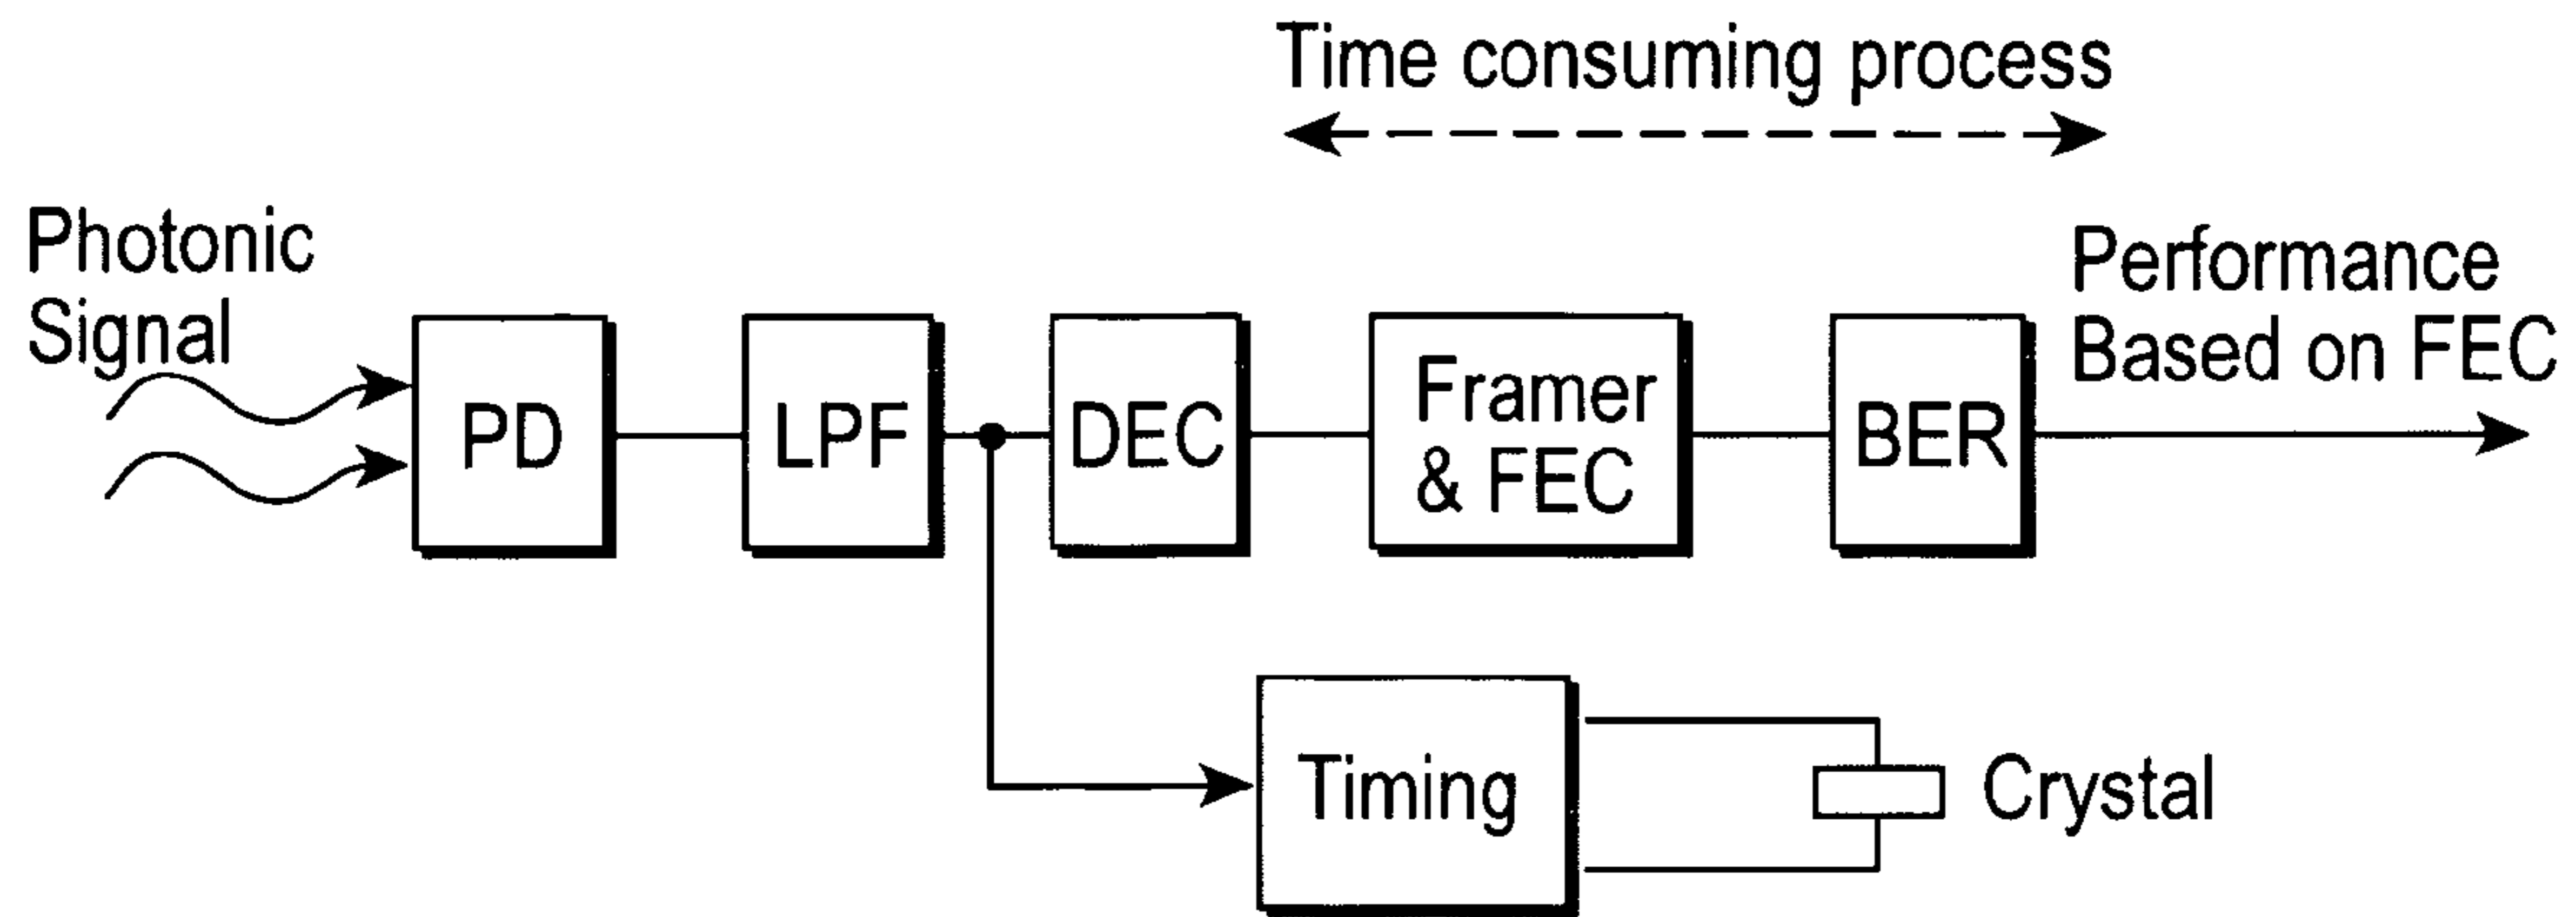 Time consuming process
Photonic
Signal
PD
LPF
DEC
Framer
& FEC
BER
Performance
Based on FEC
Timing
Crystal